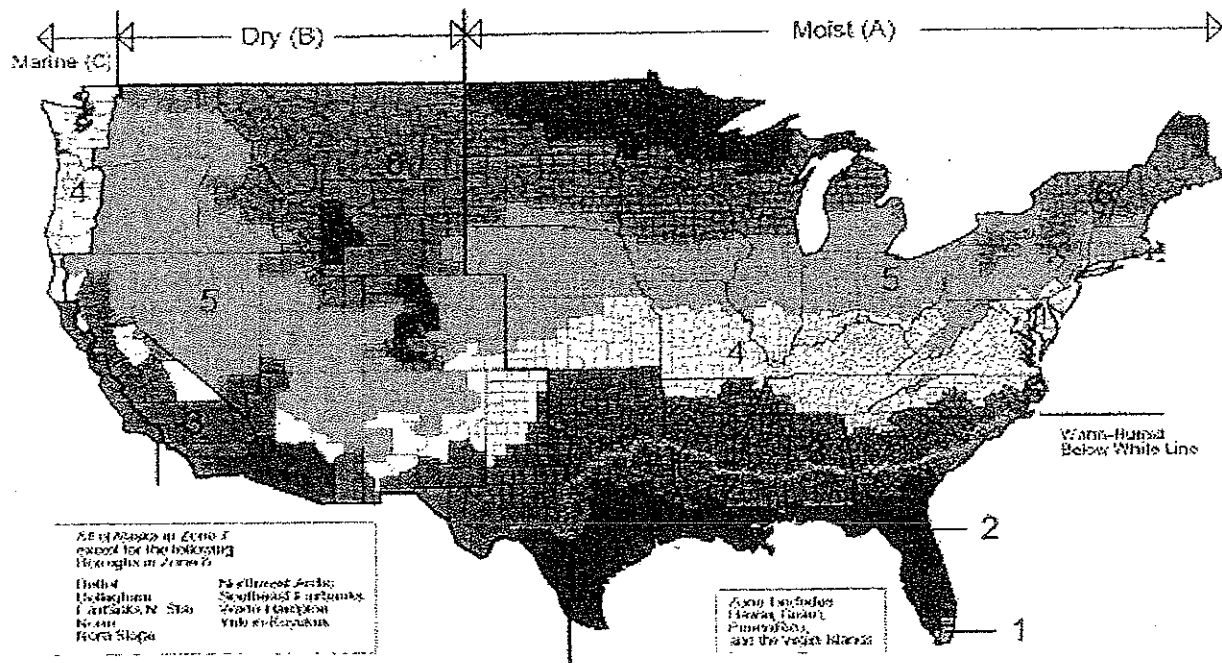 Dry (B)
Moist (A)
Marine (C)
4
6
5
5
4
3
Warm-Humid
Below White Line
2
1
All of Alaska in Zone 7
except for the following
Boroughs in Zone 8
Bethel
Northwest Arctic
Dellingham
Southeast Fairbanks
Fairbanks N. Star
Wade Hampton
Nome
Yukon-Koyukuk
North Slope
Zone 1 includes
Hawaii, Guam,
Puerto Rico,
and the Virgin Islands